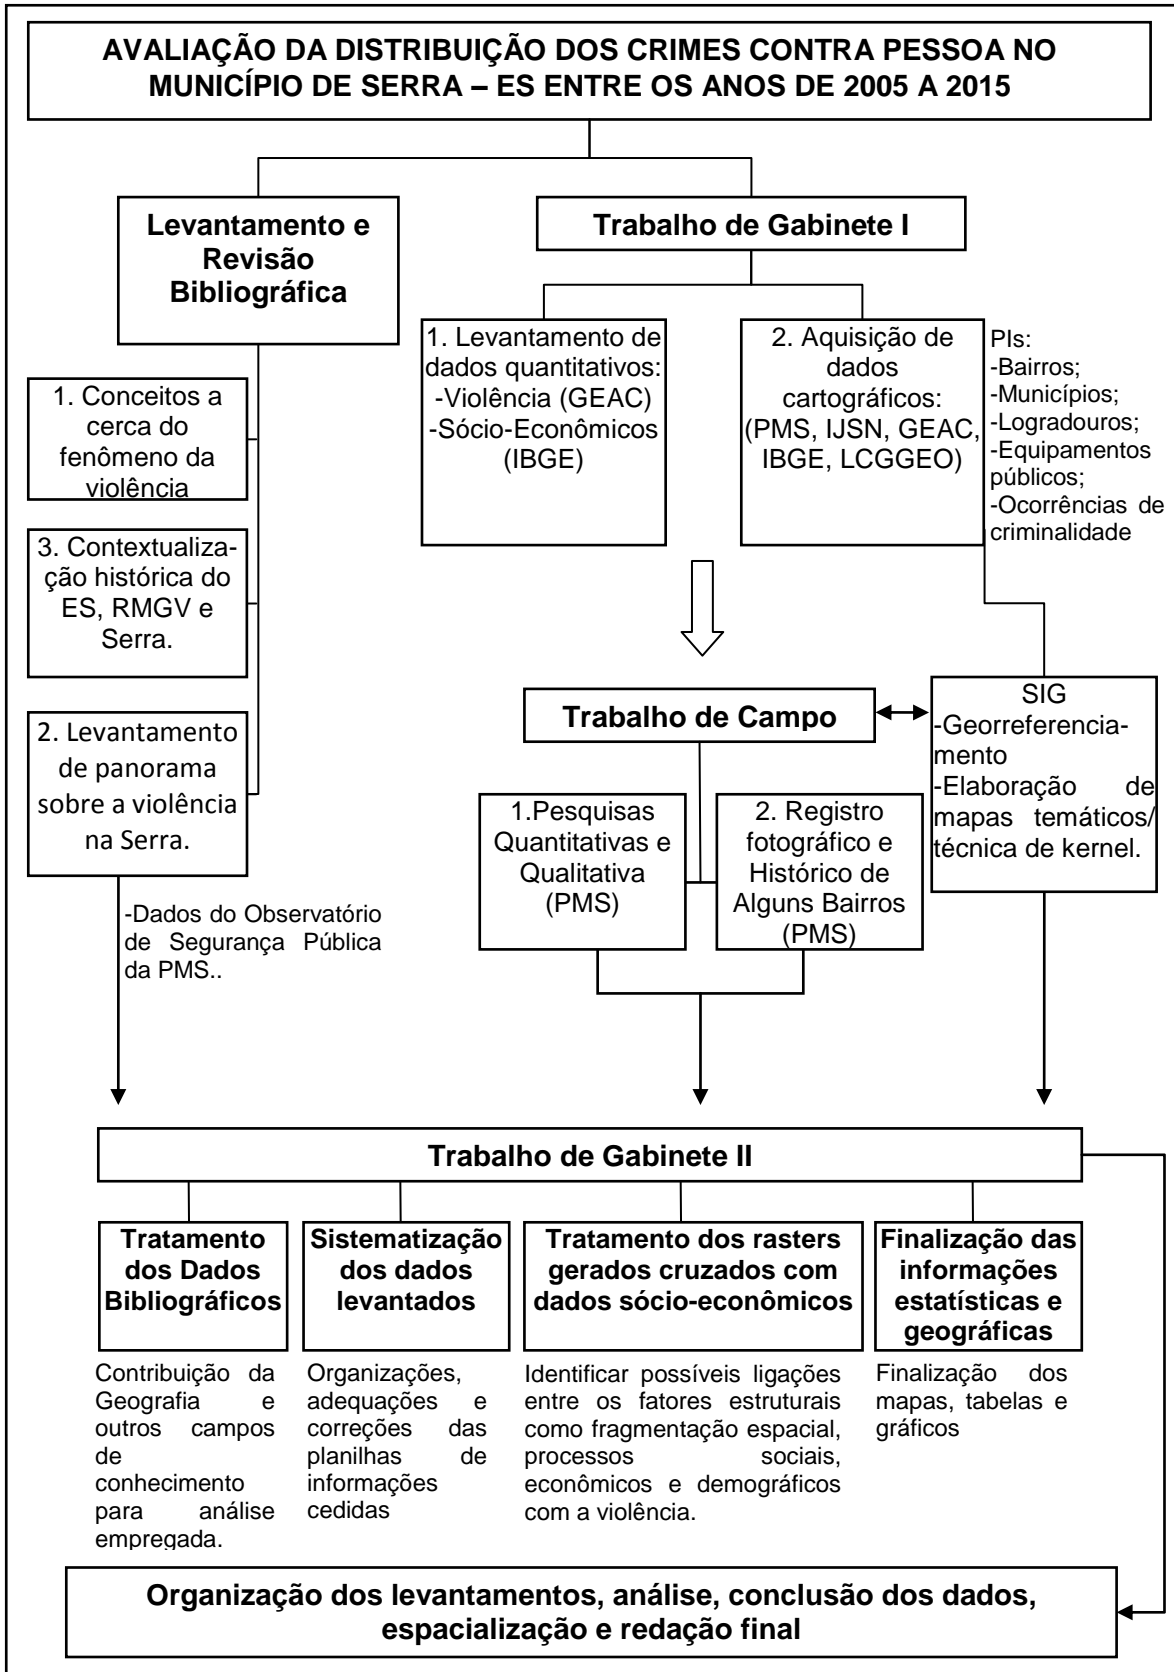 AVALIAÇÃO DA DISTRIBUIÇÃO DOS CRIMES CONTRA PESSOA NO
MUNICÍPIO DE SERRA – ES ENTRE OS ANOS DE 2005 A 2015
Levantamento e
Revisão
Bibliográfica
1. Conceitos a
cerca do
fenômeno da
violência
3. Contextualiza-
ção histórica do
ES, RMGV e
Serra.
2. Levantamento
de panorama
sobre a violência
na Serra.
-Dados do Observatório
de Segurança Pública
da PMS..
Trabalho de Gabinete I
1. Levantamento de
dados quantitativos:
-Violência (GEAC)
-Sócio-Econômicos
(IBGE)
2. Aquisição de
dados
cartográficos:
(PMS, IJSN, GEAC,
IBGE, LCGGEO)
PIs:
-Bairros;
-Municípios;
-Logradouros;
-Equipamentos
públicos;
-Ocorrências de
criminalidade
Trabalho de Campo
SIG
-Georreferencia-
mento
-Elaboração de
mapas temáticos/
técnica de kernel.
1.Pesquisas
Quantitativas e
Qualitativa
(PMS)
2. Registro
fotográfico e
Histórico de
Alguns Bairros
(PMS)
Trabalho de Gabinete II
Tratamento
dos Dados
Bibliográficos
Contribuição da
Geografia e
outros campos
de
conhecimento
para análise
empregada.
Sistematização
dos dados
levantados
Organizações,
adequações e
correções das
planilhas de
informações
cedidas
Tratamento dos rasters
gerados cruzados com
dados sócio-econômicos
Identificar possíveis ligações
entre os fatores estruturais
como fragmentação espacial,
processos sociais,
econômicos e demográficos
com a violência.
Finalização das
informações
estatísticas e
geográficas
Finalização dos
mapas, tabelas e
gráficos
Organização dos levantamentos, análise, conclusão dos dados,
espacialização e redação final